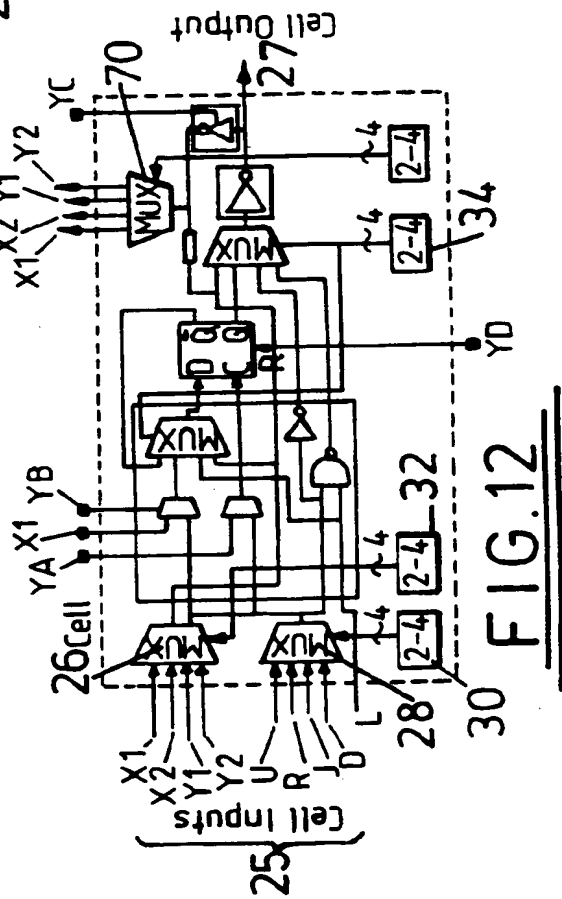 Cell Output
27
70
YC
X1 X2 Y1 Y2
MUX
MUX
4
2-4
4
2-4
34
D Q
C Q
R
YD
MUX
YA X1 YB
26 Cell
MUX
MUX
4
2-4
32
4
2-4
30
28
X1
X2
Y1
Y2
U
R
J
D
L
Cell Inputs
25
FIG.12